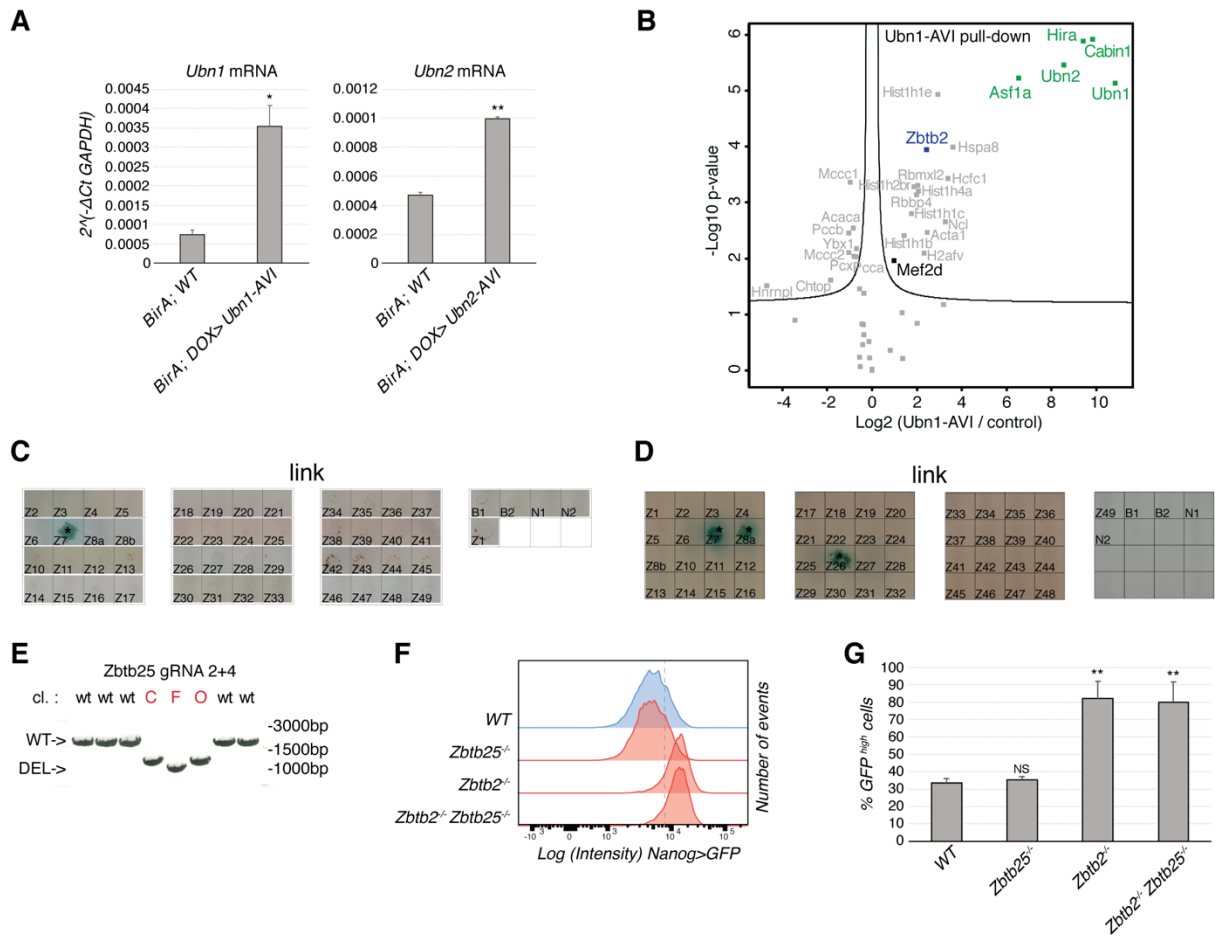 A
Ubn1 mRNA
Ubn2 mRNA
2^(-ΔCt GAPDH)
0.0045
0.004
0.0035
0.003
0.0025
0.002
0.0015
0.001
0.0005
0
*
BirA; WT
BirA; DOX> Ubn1-AVI
0.0012
0.001
0.0008
0.0006
0.0004
0.0002
0
**
BirA; WT
BirA; DOX> Ubn2-AVI
B
Ubn1-AVI pull-down
-Log10 p-value
6
5
4
3
2
1
0
Hira
Cabin1
Ubn2
Asf1a
Ubn1
Hist1h1e
Zbtb2
Hspa8
Mccc1
Rbmxl2
Hcfc1
Hist1h2br
Hist1h4a
Rbbp4
Hist1h1c
Ncl
Acaca
Pccb
Acta1
Ybx1
Hist1h1b
Mccc2
H2afv
Pcx
Pcca
Mef2d
Hnrnpl
Chtop
-4 -2 0 2 4 6 8 10
Log2 (Ubn1-AVI / control)
C
link
Z2 Z3 Z4 Z5
*
Z6 Z7 Z8a Z8b
Z10 Z11 Z12 Z13
Z14 Z15 Z16 Z17
Z18 Z19 Z20 Z21
Z22 Z23 Z24 Z25
Z26 Z27 Z28 Z29
Z30 Z31 Z32 Z33
Z34 Z35 Z36 Z37
Z38 Z39 Z40 Z41
Z42 Z43 Z44 Z45
Z46 Z47 Z48 Z49
B1 B2 N1 N2
Z1
D
link
Z1 Z2 Z3 Z4
* *
Z5 Z6 Z7 Z8a
Z8b Z10 Z11 Z12
Z13 Z14 Z15 Z16
Z17 Z18 Z19 Z20
Z21 Z22 Z23 Z24
*
Z25 Z26 Z27 Z28
Z29 Z30 Z31 Z32
Z33 Z34 Z35 Z36
Z37 Z38 Z39 Z40
Z41 Z42 Z43 Z44
Z45 Z46 Z47 Z48
Z49 B1 B2 N1
N2
E
Zbtb25 gRNA 2+4
cl. : wt wt wt C F O wt wt
WT->
DEL->
-3000bp
-1500bp
-1000bp
F
WT
Zbtb25-/-
Zbtb2-/-
Zbtb2-/- Zbtb25-/-
Number of events
-10 3 0 10 3 10 4 10 5
Log (Intensity) Nanog>GFP
G
% GFP high cells
100
90
80
70
60
50
40
30
20
10
0
NS
**
**
WT
Zbtb25-/-
Zbtb2-/-
Zbtb2-/- Zbtb25-/-